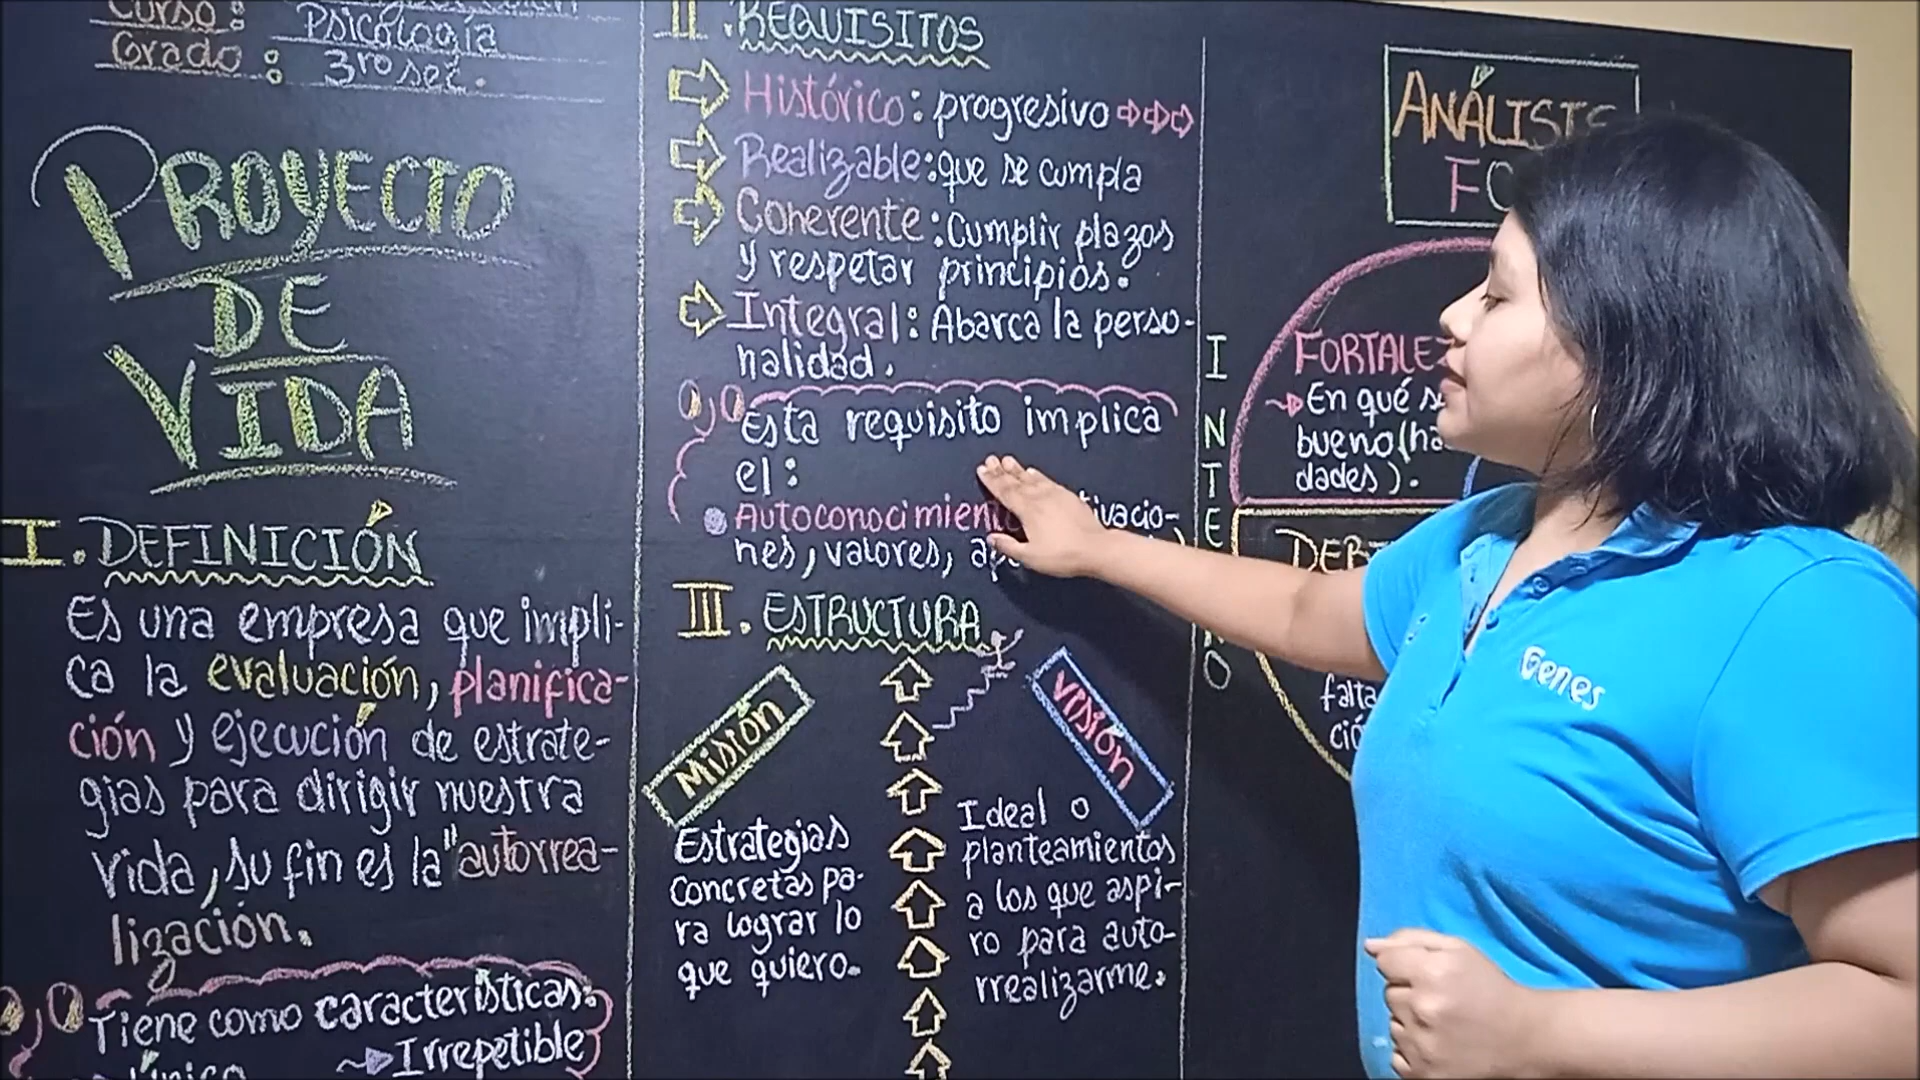 Curso:
Psicología
Grado : 3ro sec.
PROYECTO
DE
VIDA
I. DEFINICIÓN
Es una empresa que impli-
ca la evaluación, planifica-
ción y ejecución de estrate-
gias para dirigir nuestra
vida, su fin es la "autorrea-
lización.
Tiene como características:
Único
Irrepetible
II. REQUISITOS
Histórico: progresivo
Realizable: que se cumpla
Coherente: Cumplir plazos
y respetar principios.
Integral: Abarca la perso-
nalidad.
Esta requisito implica
el:
nes, valores,
III. ESTRUCTURA
Misión
Estrategias
concretas pa-
ra lograr lo
que quiero.
Visión
Ideal o
planteamientos
a los que aspi-
ro para auto-
rrealizarme.
En qué
dades).
Genes